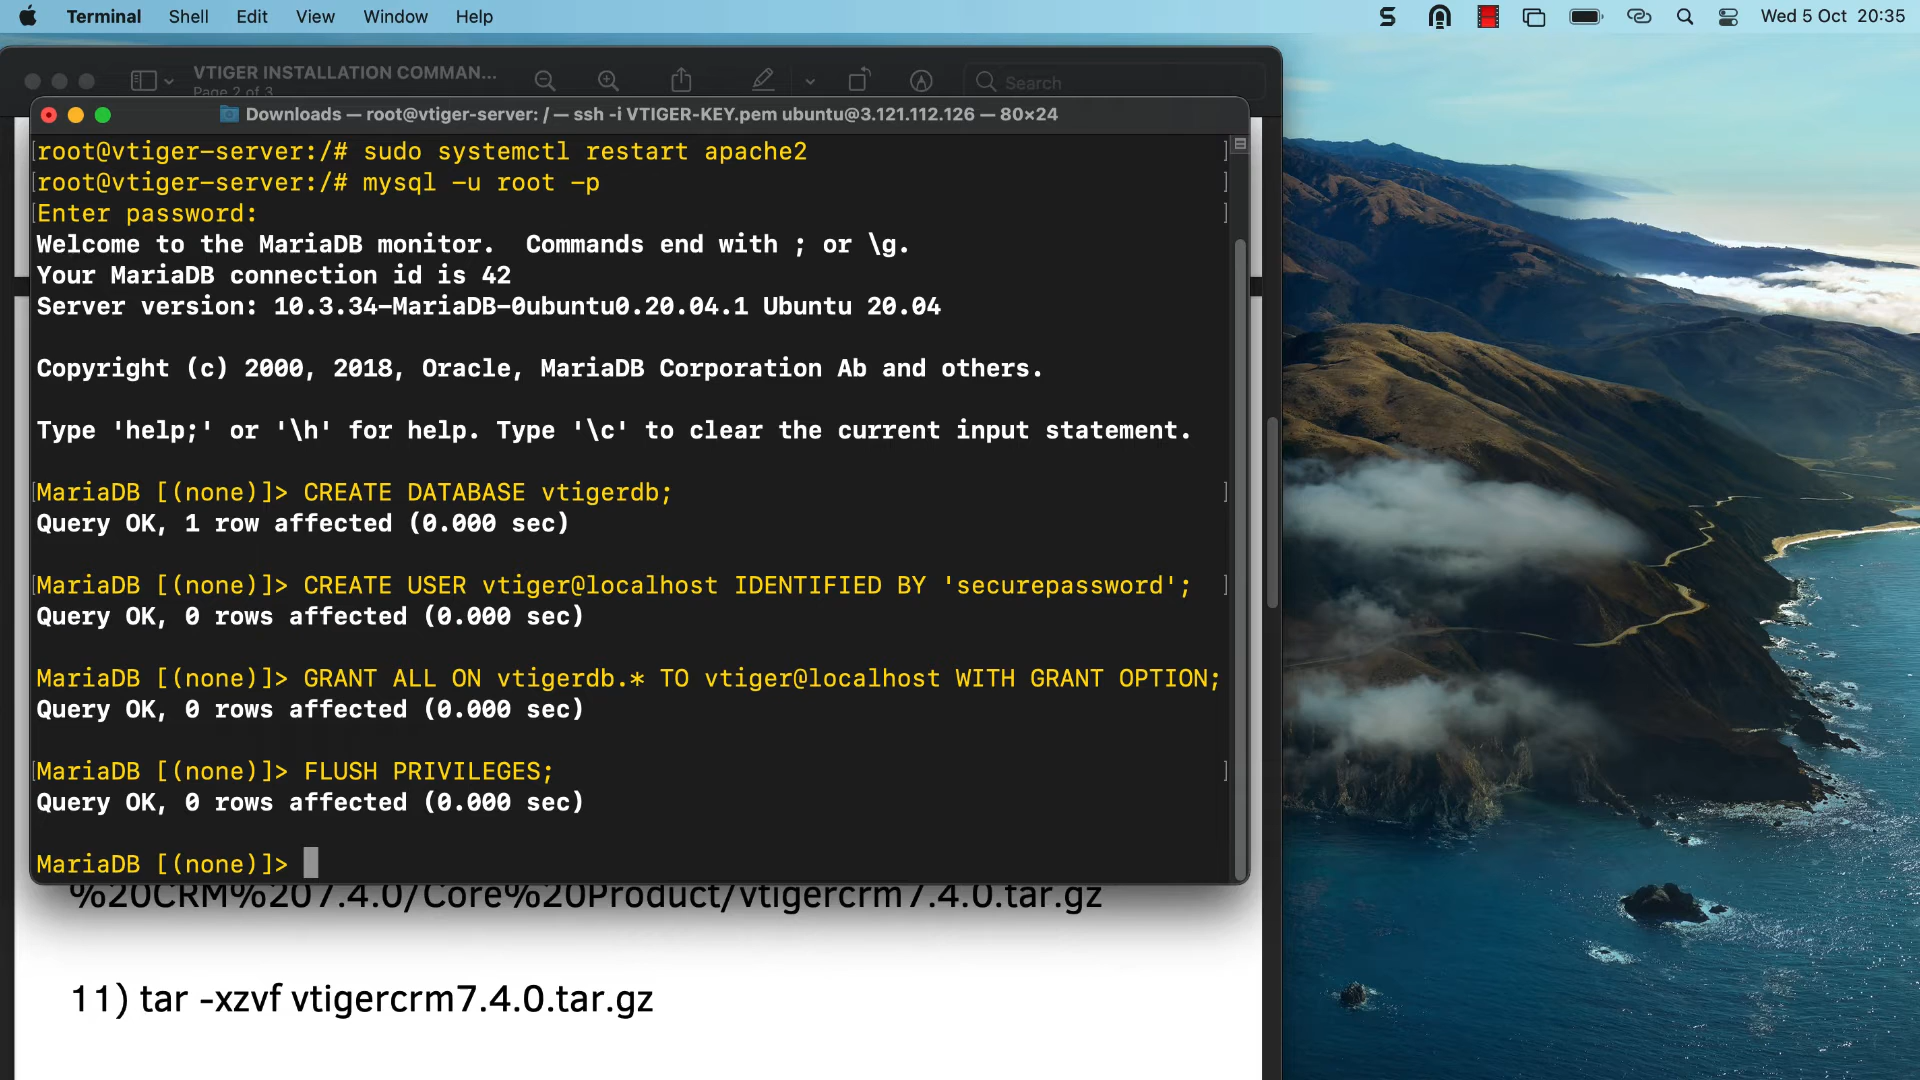 Terminal Shell Edit View Window Help Wed 5 Oct 20:35
VTIGER INSTALLATION COMMAN...
Page 2 of 3
Search
Downloads — root@vtiger-server: / — ssh -i VTIGER-KEY.pem ubuntu@3.121.112.126 — 80×24
[root@vtiger-server:/# sudo systemctl restart apache2 ]
[root@vtiger-server:/# mysql -u root -p ]
[Enter password: ]
Welcome to the MariaDB monitor.  Commands end with ; or \g.
Your MariaDB connection id is 42
Server version: 10.3.34-MariaDB-0ubuntu0.20.04.1 Ubuntu 20.04
Copyright (c) 2000, 2018, Oracle, MariaDB Corporation Ab and others.
Type 'help;' or '\h' for help. Type '\c' to clear the current input statement.
[MariaDB [(none)]> CREATE DATABASE vtigerdb; ]
Query OK, 1 row affected (0.000 sec)
[MariaDB [(none)]> CREATE USER vtiger@localhost IDENTIFIED BY 'securepassword'; ]
Query OK, 0 rows affected (0.000 sec)
MariaDB [(none)]> GRANT ALL ON vtigerdb.* TO vtiger@localhost WITH GRANT OPTION;
Query OK, 0 rows affected (0.000 sec)
[MariaDB [(none)]> FLUSH PRIVILEGES; ]
Query OK, 0 rows affected (0.000 sec)
MariaDB [(none)]>
%20CRM%207.4.0/Core%20Product/vtigercrm7.4.0.tar.gz
11) tar -xzvf vtigercrm7.4.0.tar.gz